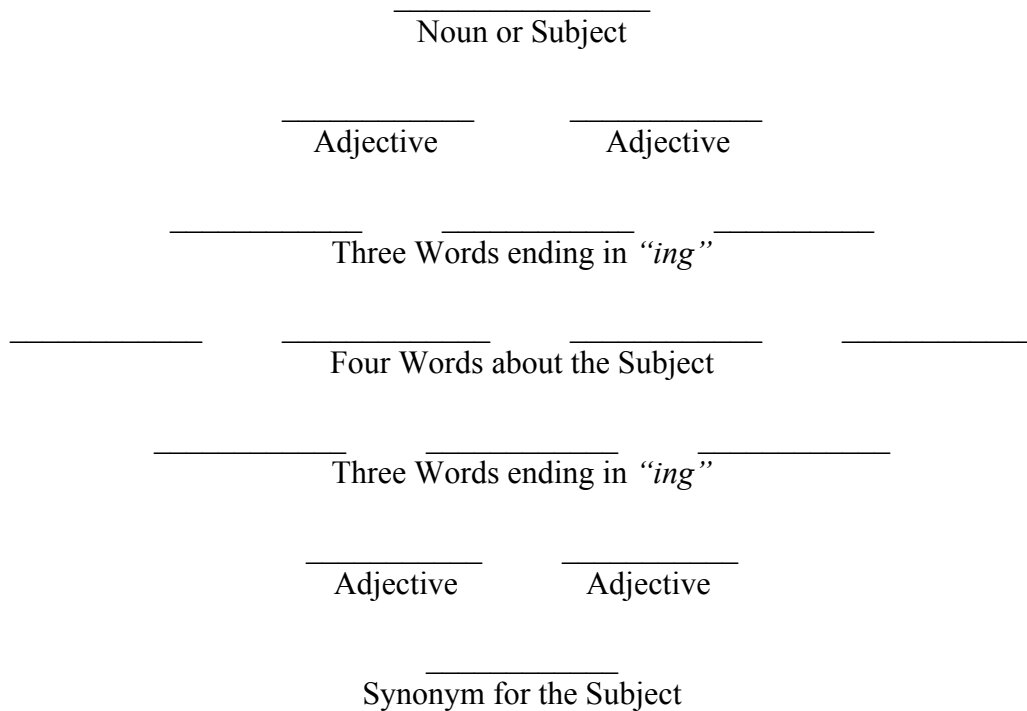 Noun or Subject
Adjective Adjective
Three Words ending in “ing”
Four Words about the Subject
Three Words ending in “ing”
Adjective Adjective
Synonym for the Subject